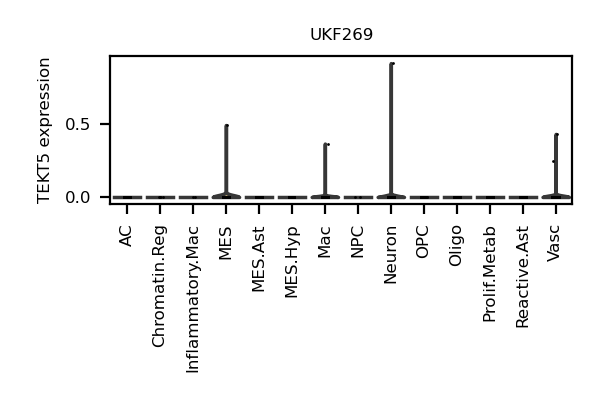 UKF269
TEKT5 expression
0.5
0.0
AC
Chromatin.Reg
Inflammatory.Mac
MES
MES.Ast
MES.Hyp
Mac
NPC
Neuron
OPC
Oligo
Prolif.Metab
Reactive.Ast
Vasc